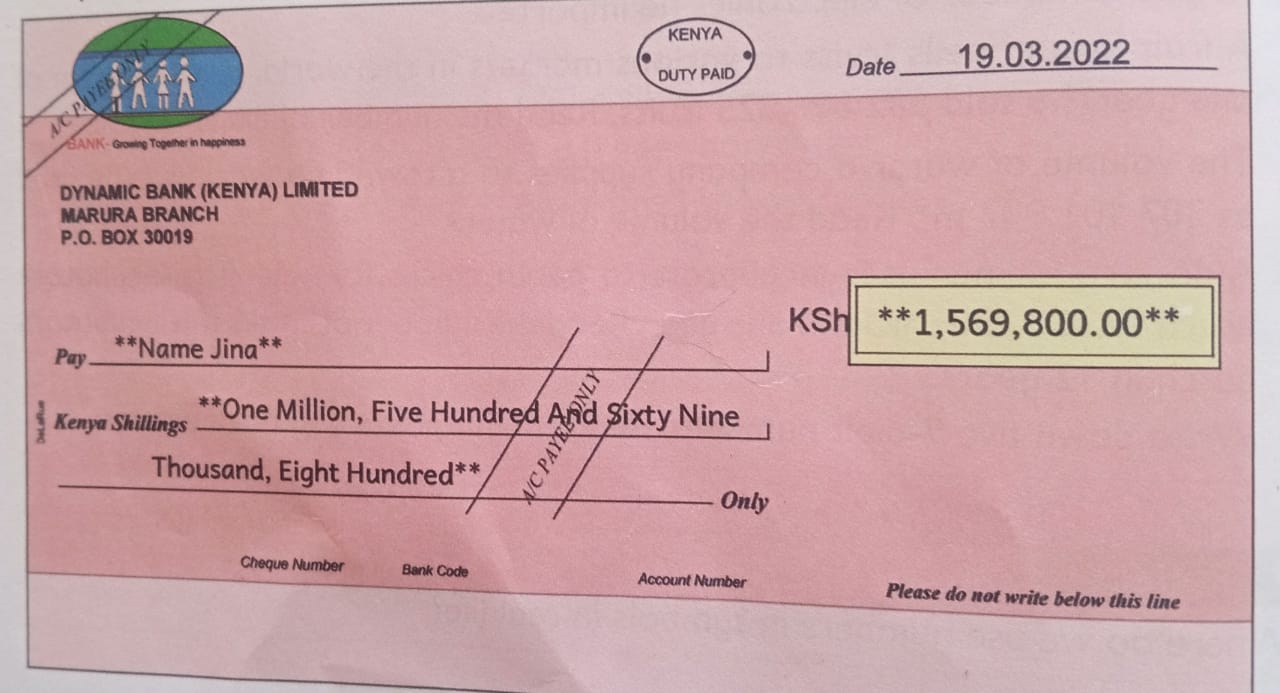 A/C PAYEE ONLY
KENYA
DUTY PAID
Date 19.03.2022
BANK- Growing Together in happiness
DYNAMIC BANK (KENYA) LIMITED
MARURA BRANCH
P.O. BOX 30019
KSh **1,569,800.00**
Pay **Name Jina**
Kenya Shillings **One Million, Five Hundred And Sixty Nine
Thousand, Eight Hundred** Only
A/C PAYEE ONLY
DeLaRue
Cheque Number Bank Code Account Number
Please do not write below this line